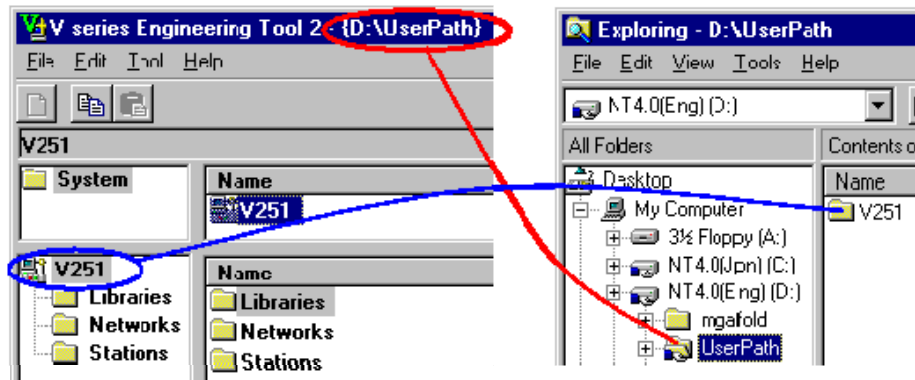 V series Engineering Tool 2 - {D:\UserPath}
File Edit Tool Help
V251
System
Name
V251
V251
Libraries
Networks
Stations
Name
Libraries
Networks
Stations
Exploring - D:\UserPath
File Edit View Tools Help
NT4.0(Eng) (D:)
All Folders
Contents o
Desktop
Name
My Computer
V251
3½ Floppy (A:)
NT4.0(Jpn) (C:)
NT4.0(Eng) (D:)
mgafold
UserPath